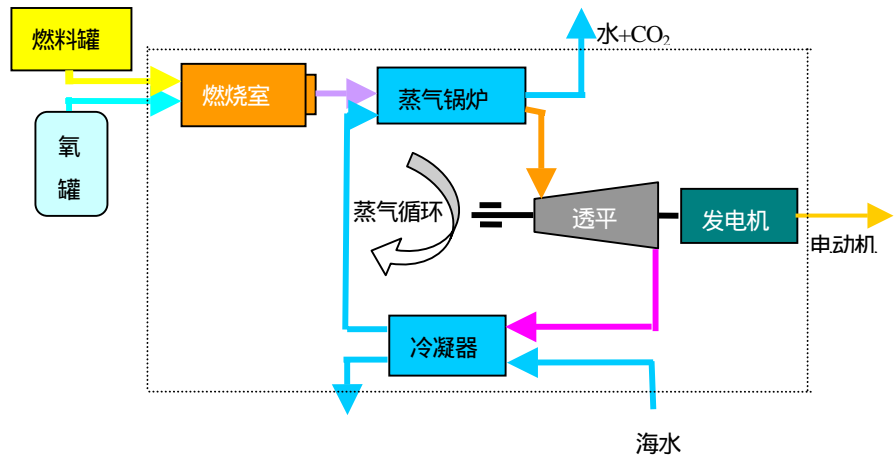 燃料罐
水+CO₂
燃烧室
蒸气锅炉
氧
罐
蒸气循环
透平
发电机
电动机
冷凝器
海水